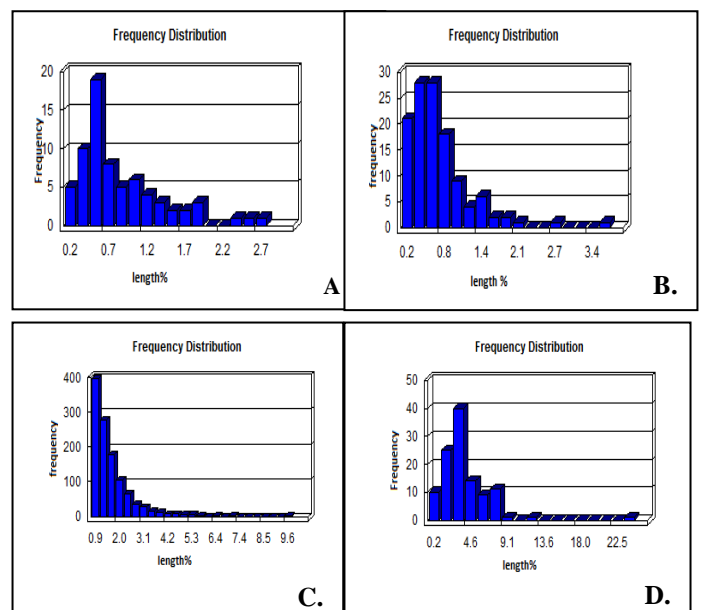 Frequency Distribution
20
15
10
5
0
Frequency
0.2 0.7 1.2 1.7 2.2 2.7
length%
A
Frequency Distribution
30
25
20
15
10
5
0
frequency
0.2 0.8 1.4 2.1 2.7 3.4
length %
B.
Frequency Distribution
400
300
200
100
0
frequency
0.9 2.0 3.1 4.2 5.3 6.4 7.4 8.5 9.6
length%
C.
Frequency Distribution
50
40
30
20
10
0
Frequency
0.2 4.6 9.1 13.6 18.0 22.5
length%
D.